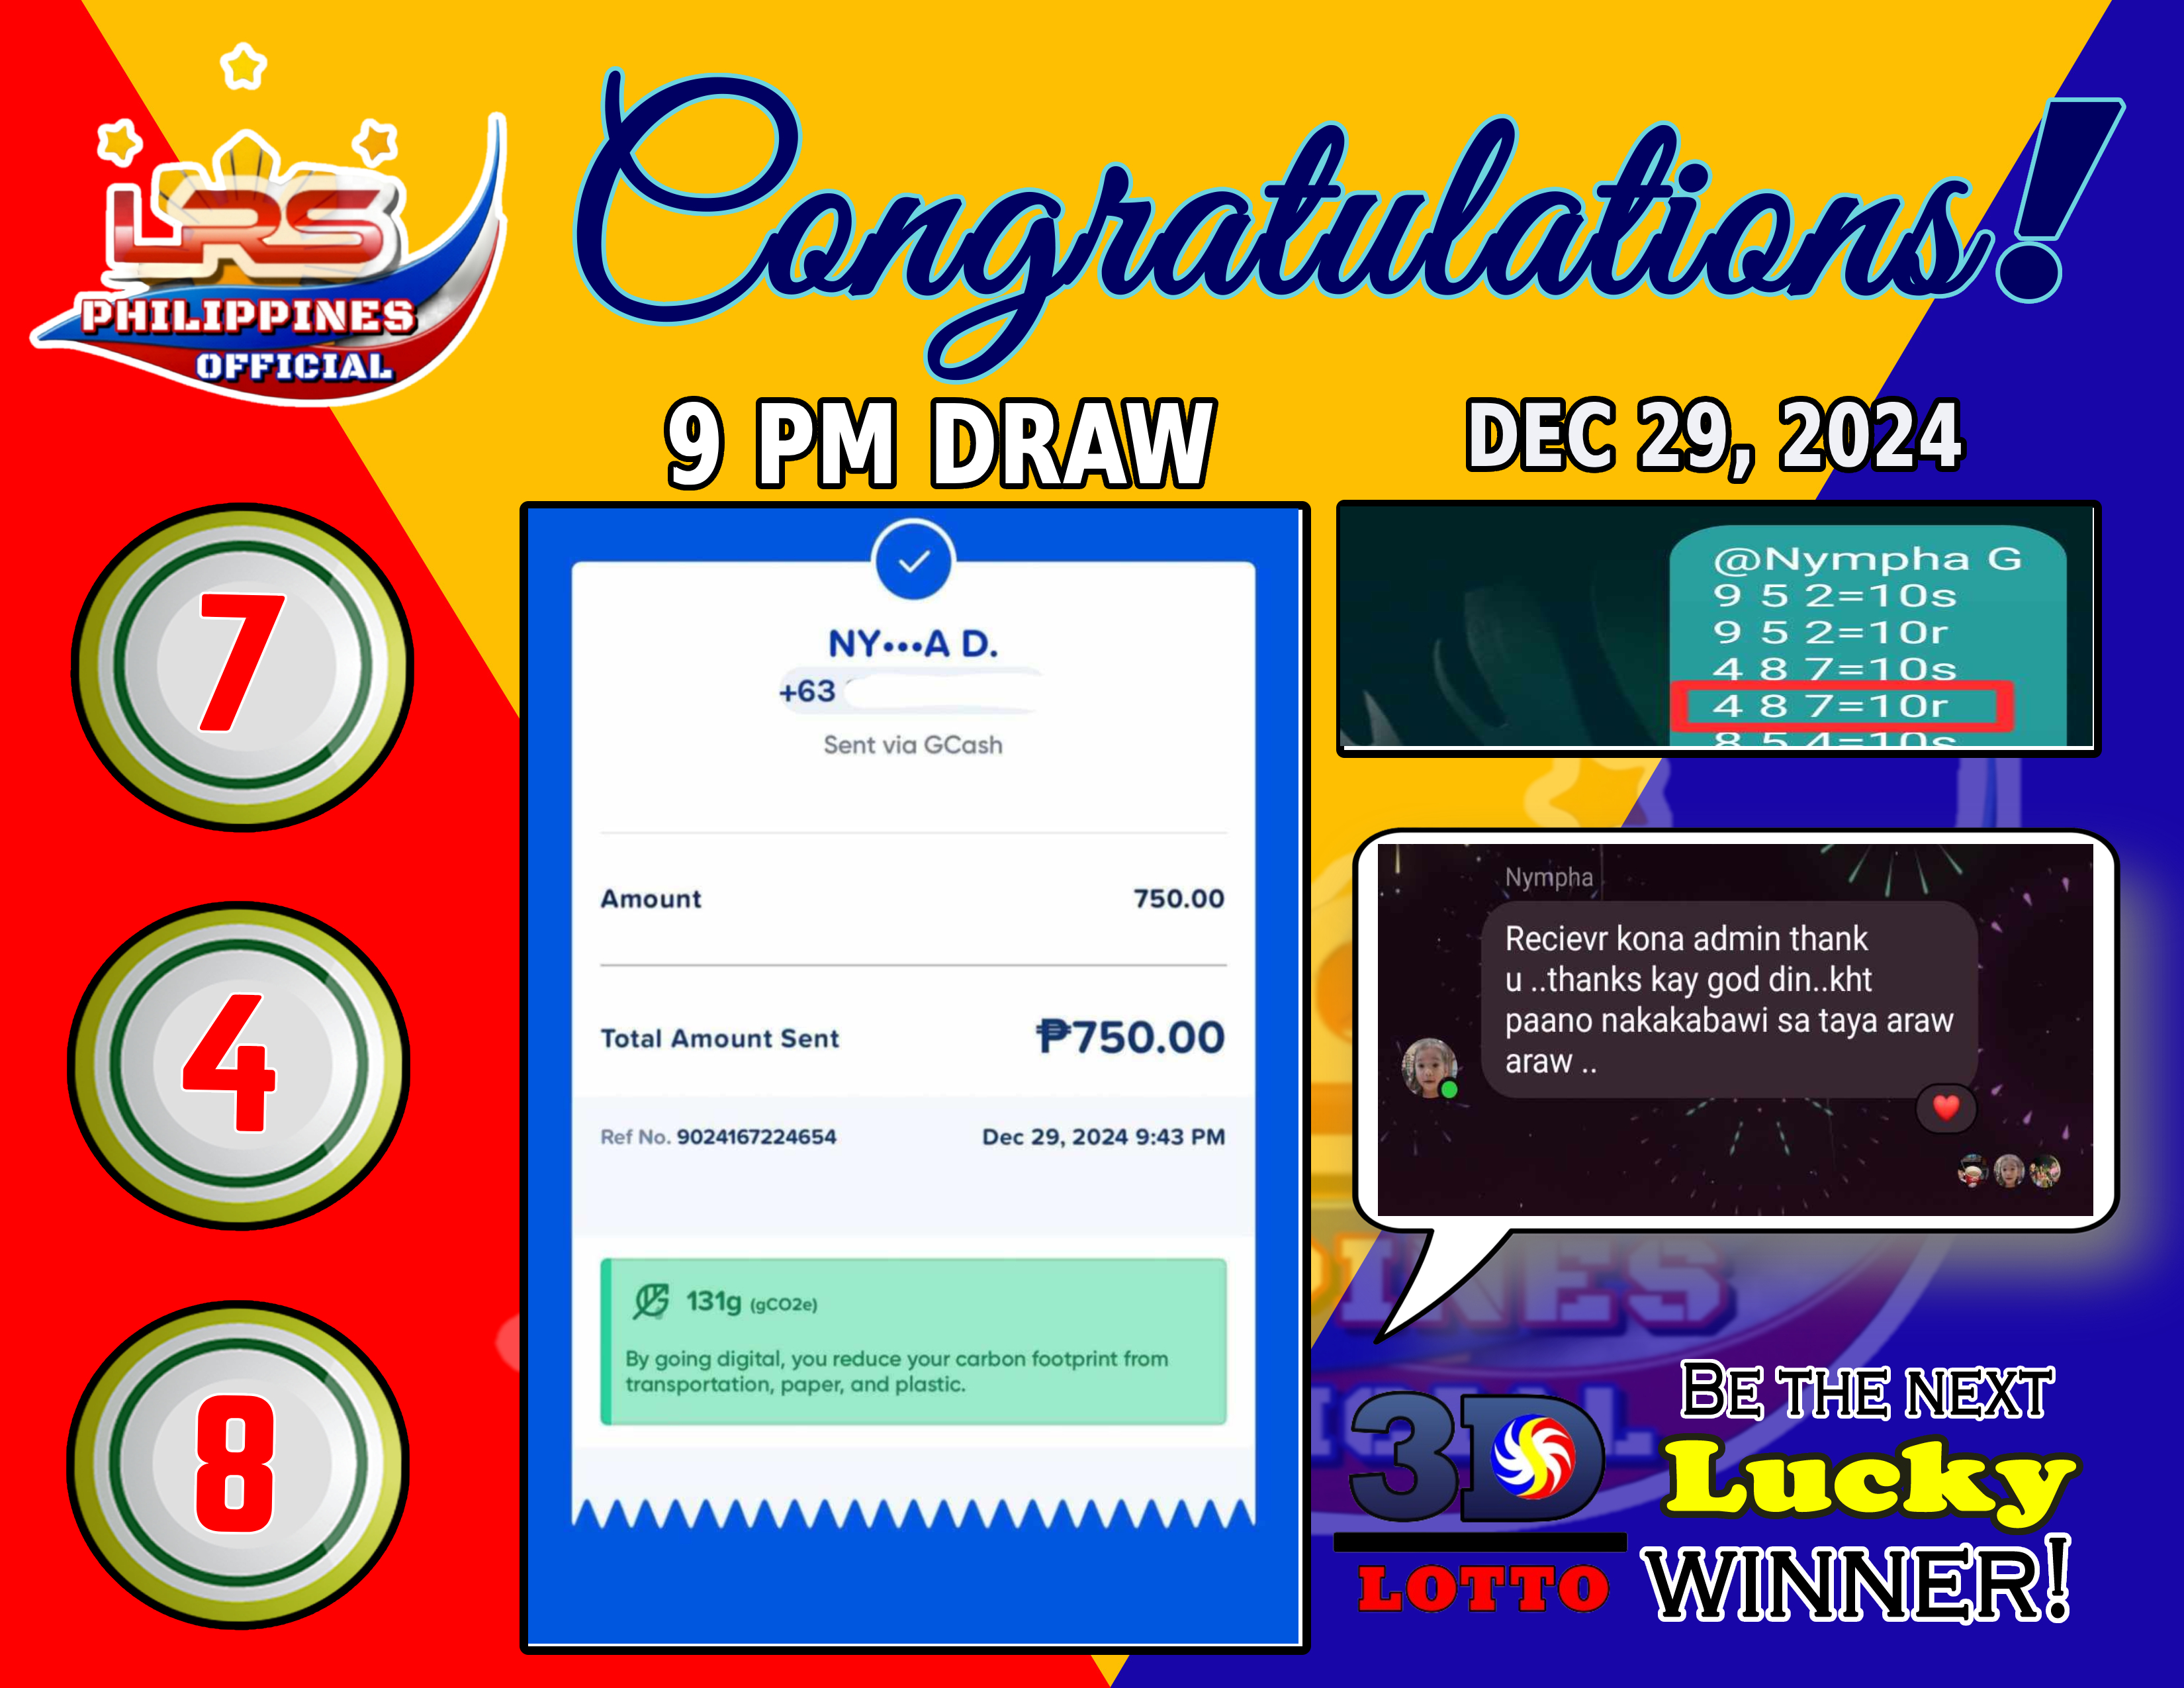 LRS
PHILIPPINES
OFFICIAL
Congratulations!
9 PM DRAW
DEC 29, 2024
7
4
8
NY•••A D.
+63
Sent via GCash
Amount 750.00
Total Amount Sent ₱750.00
Ref No. 9024167224654 Dec 29, 2024 9:43 PM
131g (gCO2e)
By going digital, you reduce your carbon footprint from
transportation, paper, and plastic.
@Nympha G
9 5 2=10s
9 5 2=10r
4 8 7=10s
4 8 7=10r
8 5 4=10s
Nympha
Recievr kona admin thank
u ..thanks kay god din..kht
paano nakakabawi sa taya araw
araw ..
3D
LOTTO
BE THE NEXT
Lucky
WINNER!